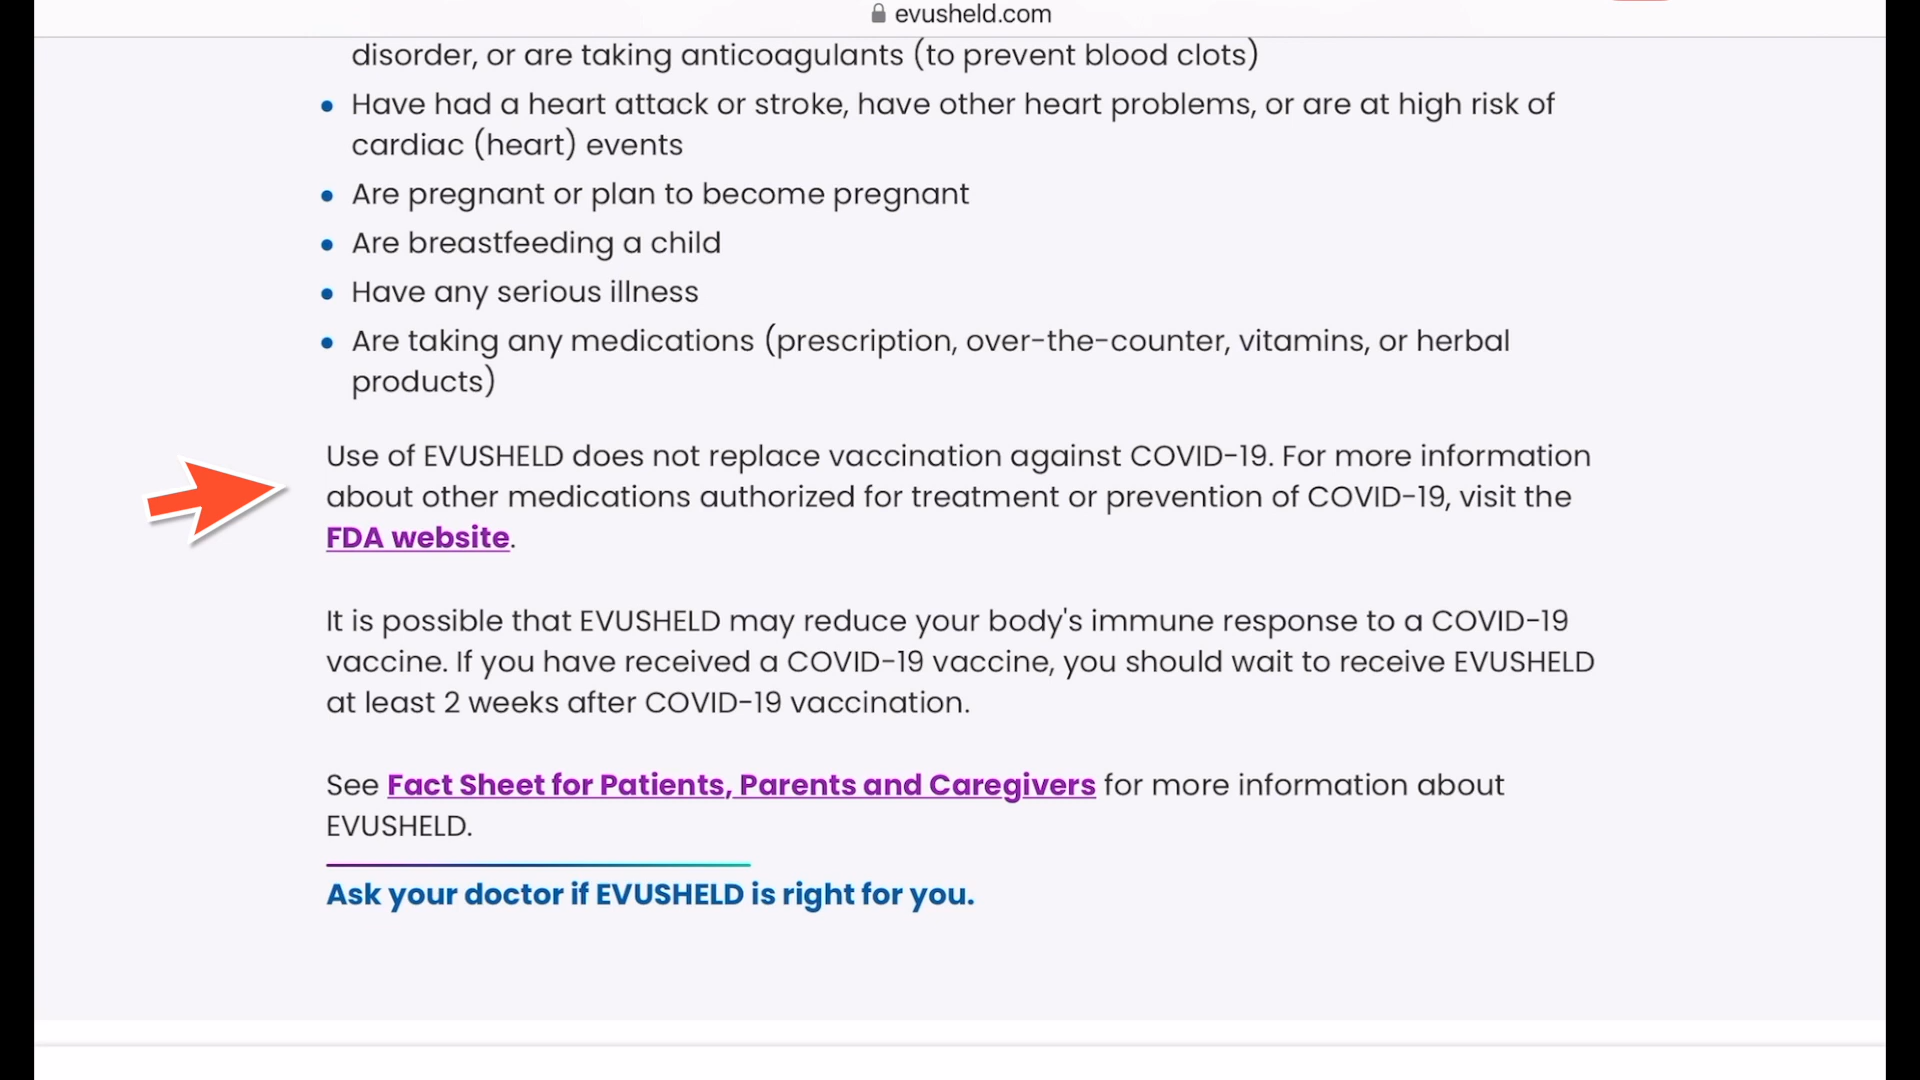 evusheld.com
disorder, or are taking anticoagulants (to prevent blood clots)
Have had a heart attack or stroke, have other heart problems, or are at high risk of
cardiac (heart) events
Are pregnant or plan to become pregnant
Are breastfeeding a child
Have any serious illness
Are taking any medications (prescription, over-the-counter, vitamins, or herbal
products)
Use of EVUSHELD does not replace vaccination against COVID-19. For more information
about other medications authorized for treatment or prevention of COVID-19, visit the
FDA website.
It is possible that EVUSHELD may reduce your body's immune response to a COVID-19
vaccine. If you have received a COVID-19 vaccine, you should wait to receive EVUSHELD
at least 2 weeks after COVID-19 vaccination.
See Fact Sheet for Patients, Parents and Caregivers for more information about
EVUSHELD.
Ask your doctor if EVUSHELD is right for you.